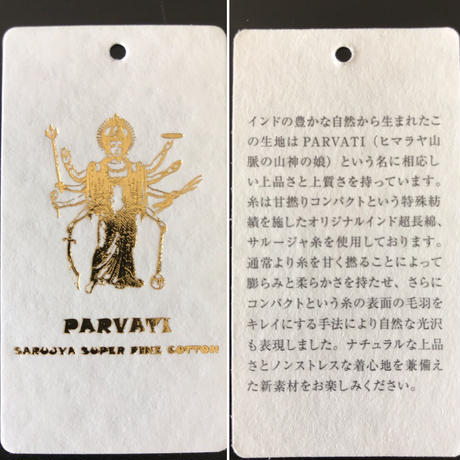 PARVATI
SARUJYA SUPER FINE COTTON
インドの豊かな自然から生まれたこ
の生地はPARVATI（ヒマラヤ山
脈の山神の娘）という名に相応し
い上品さと上質さを持っています。
糸は甘撚りコンパクトという特殊紡
績を施したオリジナルインド超長綿、
サルージャ糸を使用しております。
通常より糸を甘く撚ることによって
膨らみと柔らかさを持たせ、さらに
コンパクトという糸の表面の毛羽を
キレイにする手法により自然な光沢
も表現しました。ナチュラルな上品
さとノンストレスな着心地を兼備え
た新素材をお楽しみください。